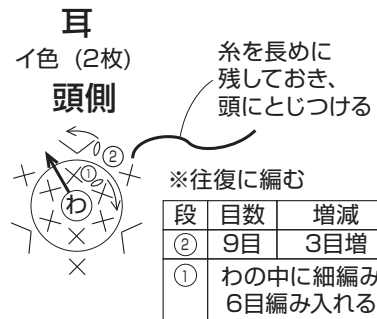 耳
イ色 (2枚)
頭側
糸を長めに
残しておき、
頭にとじつける
②
①
わ
※往復に編む
段 目数 増減
② 9目 3目増
① わの中に細編み
6目編み入れる